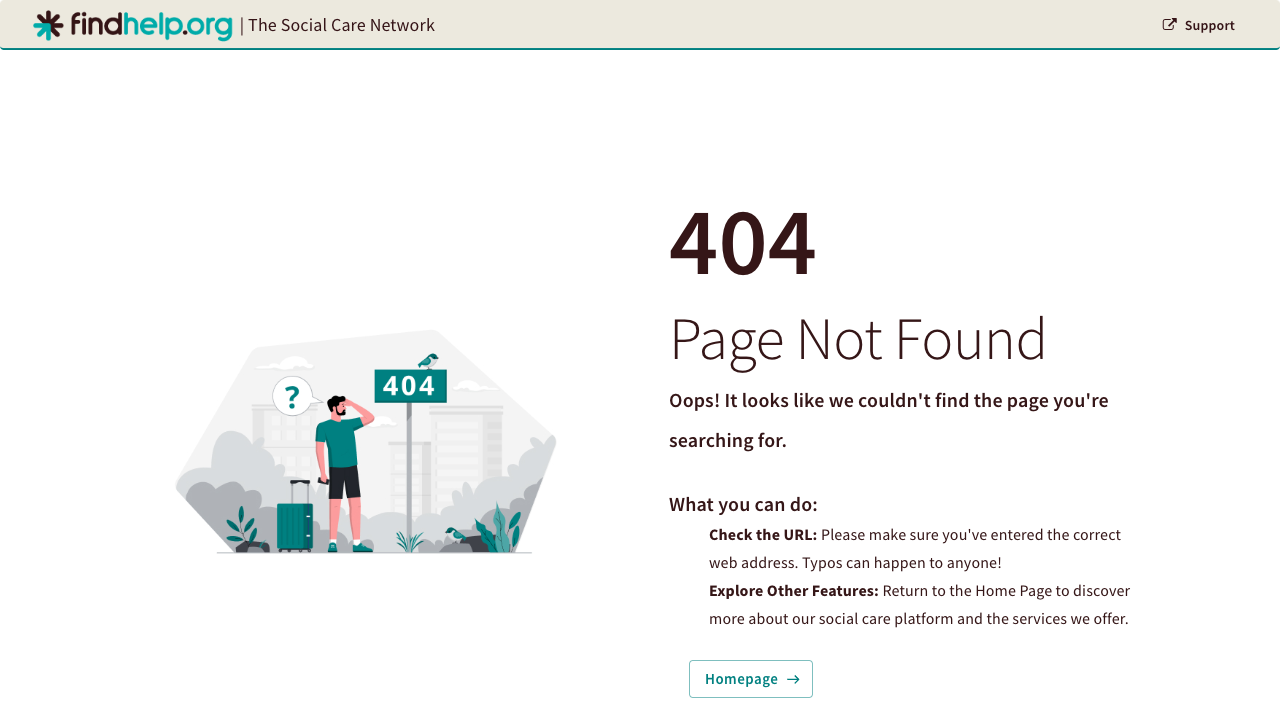 findhelp.org | The Social Care Network
Support
404
Page Not Found
404
?
Oops! It looks like we couldn't find the page you're
searching for.
What you can do:
Check the URL: Please make sure you've entered the correct
web address. Typos can happen to anyone!
Explore Other Features: Return to the Home Page to discover
more about our social care platform and the services we offer.
Homepage →